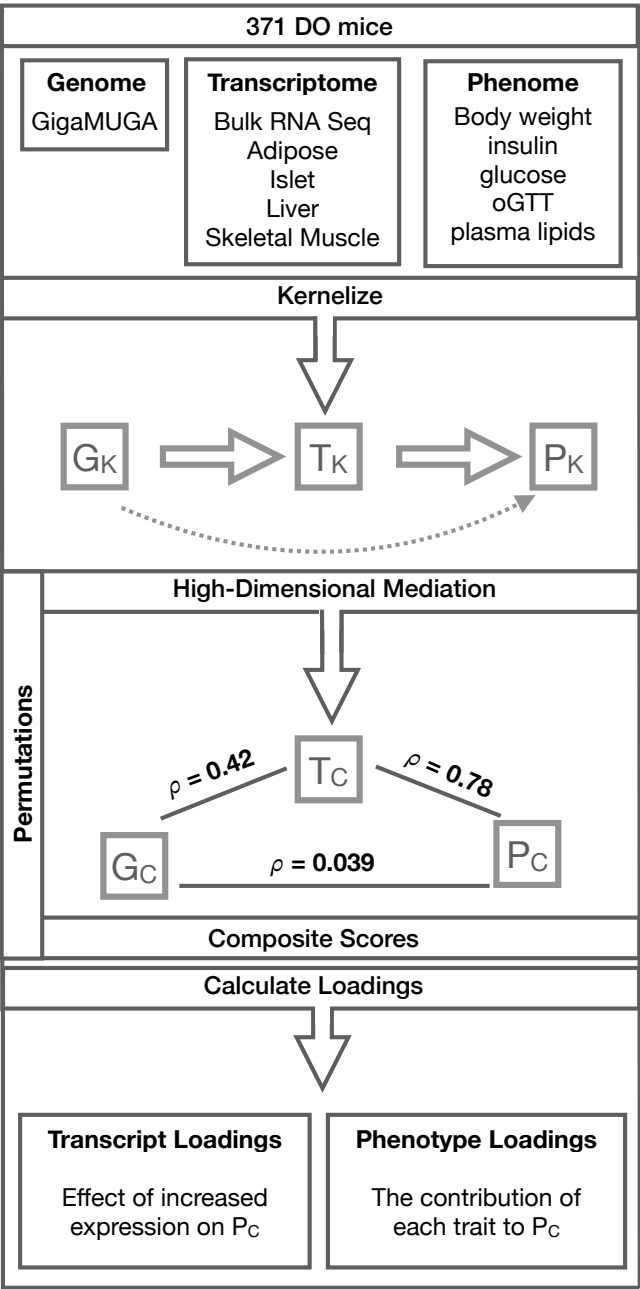 371 DO mice
Genome
GigaMUGA
Transcriptome
Bulk RNA Seq
Adipose
Islet
Liver
Skeletal Muscle
Phenome
Body weight
insulin
glucose
oGTT
plasma lipids
Kernelize
GK
TK
PK
High-Dimensional Mediation
Permutations
ρ = 0.42
TC
ρ = 0.78
GC
ρ = 0.039
PC
Composite Scores
Calculate Loadings
Transcript Loadings
Effect of increased
expression on PC
Phenotype Loadings
The contribution of
each trait to PC